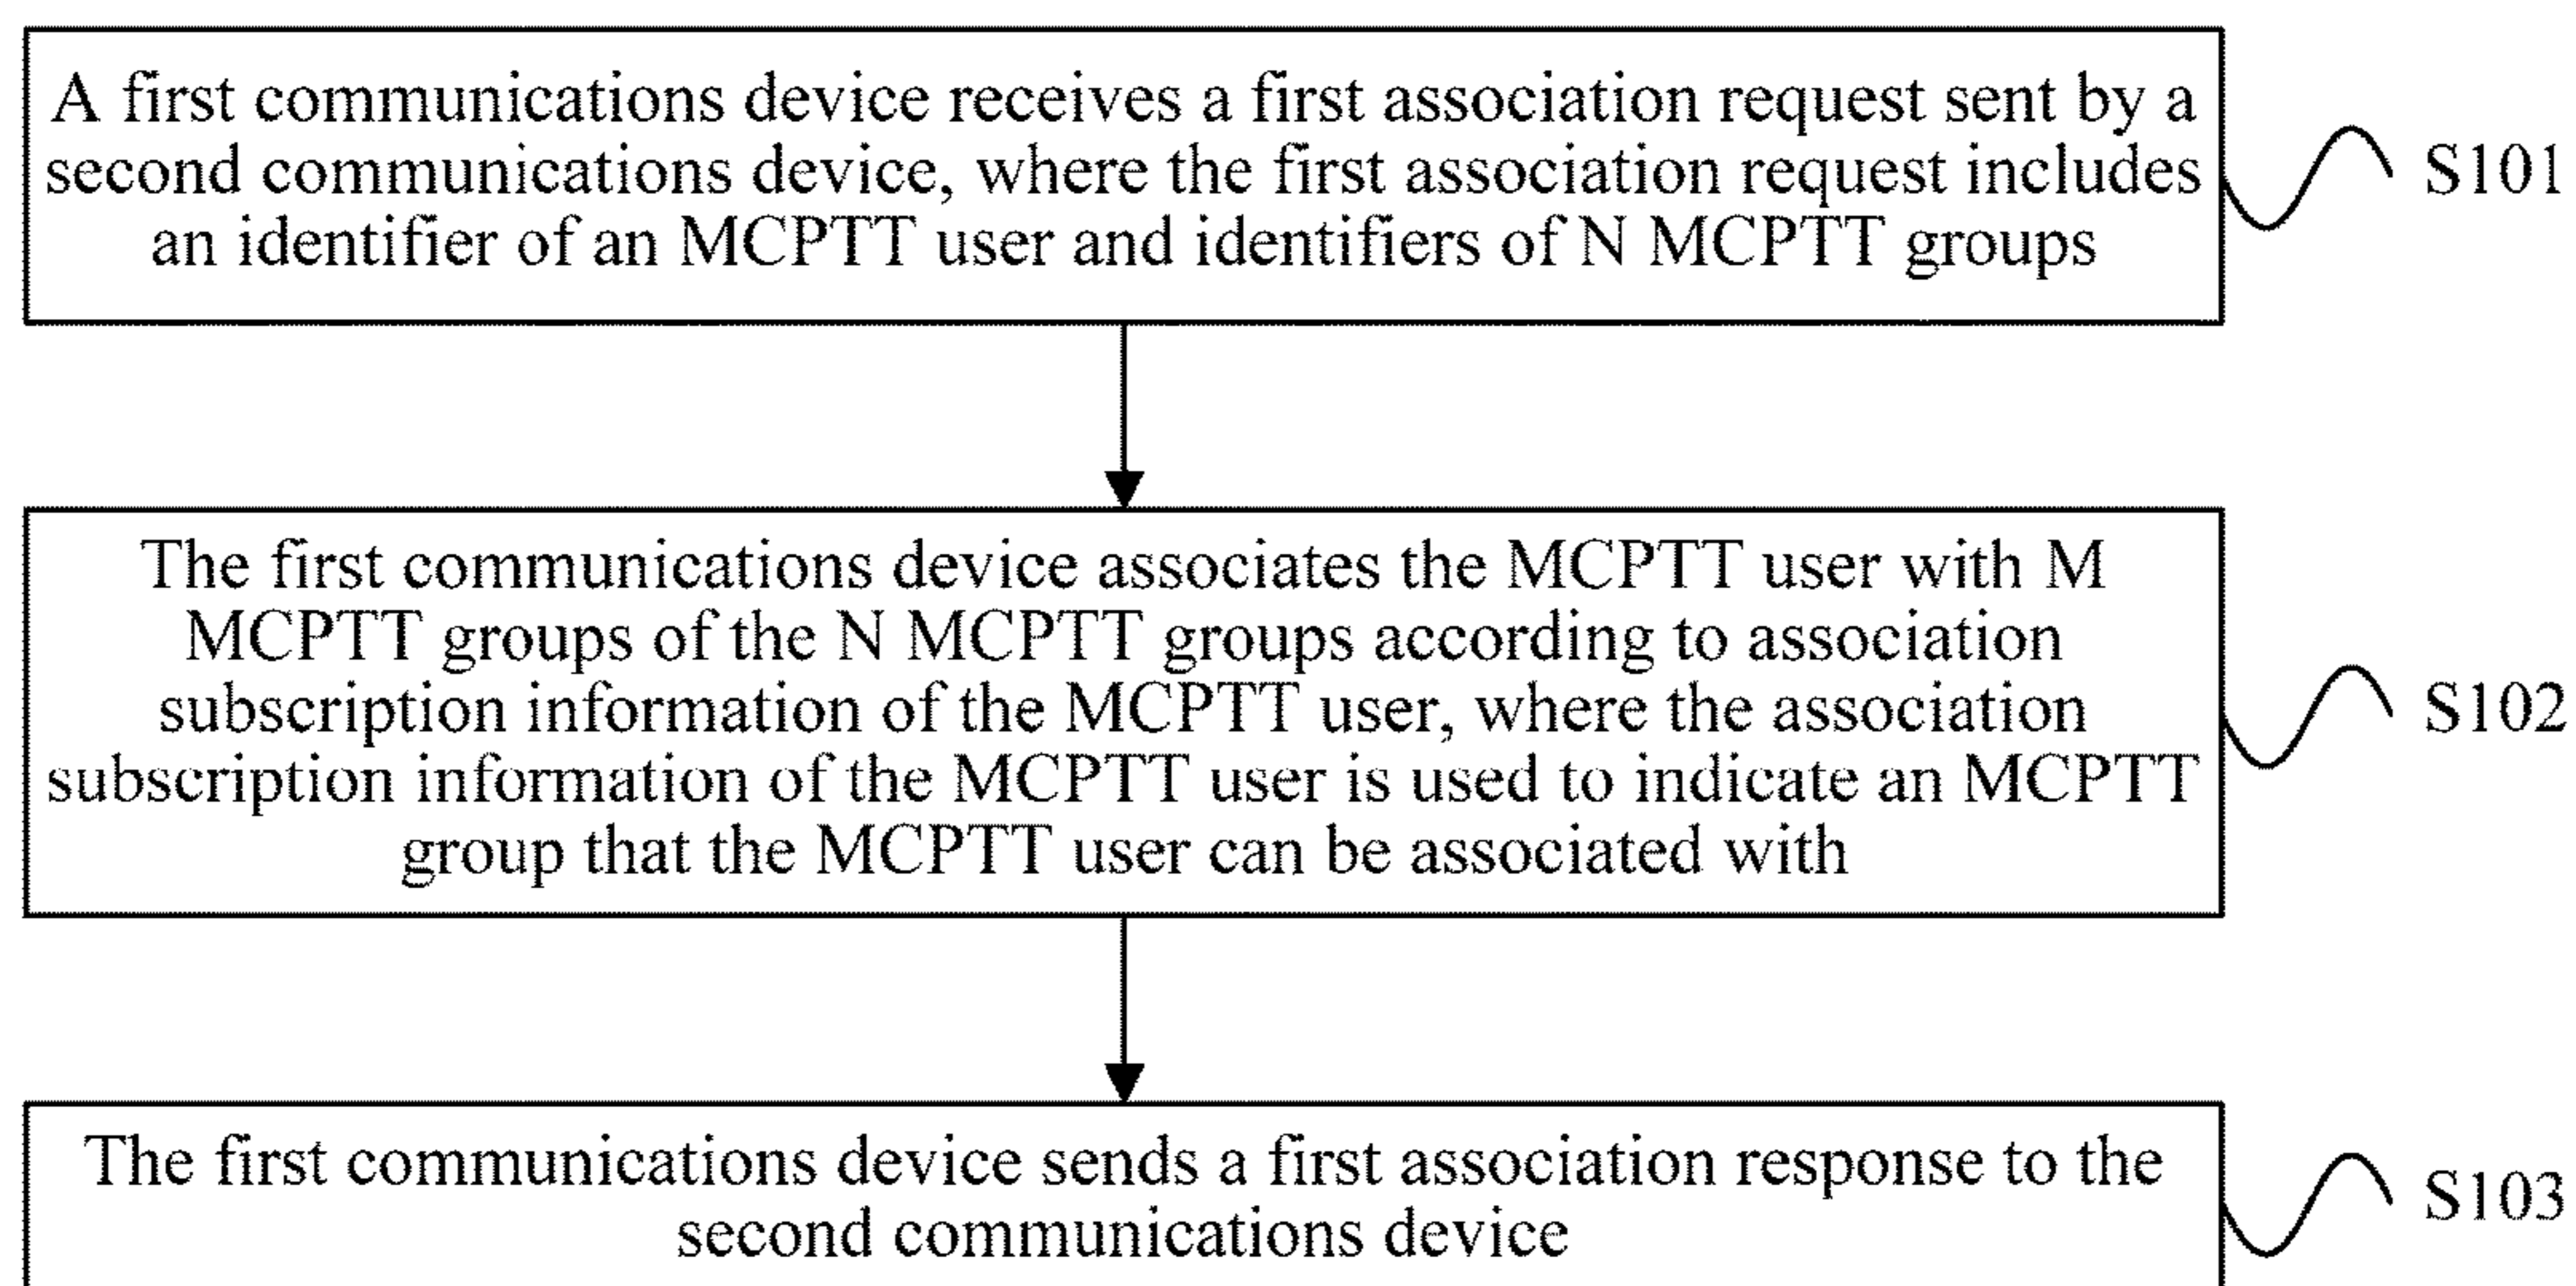 A first communications device receives a first association request sent by a
second communications device, where the first association request includes
an identifier of an MCPTT user and identifiers of N MCPTT groups
S101
The first communications device associates the MCPTT user with M
MCPTT groups of the N MCPTT groups according to association
subscription information of the MCPTT user, where the association
subscription information of the MCPTT user is used to indicate an MCPTT
group that the MCPTT user can be associated with
S102
The first communications device sends a first association response to the
second communications device
S103